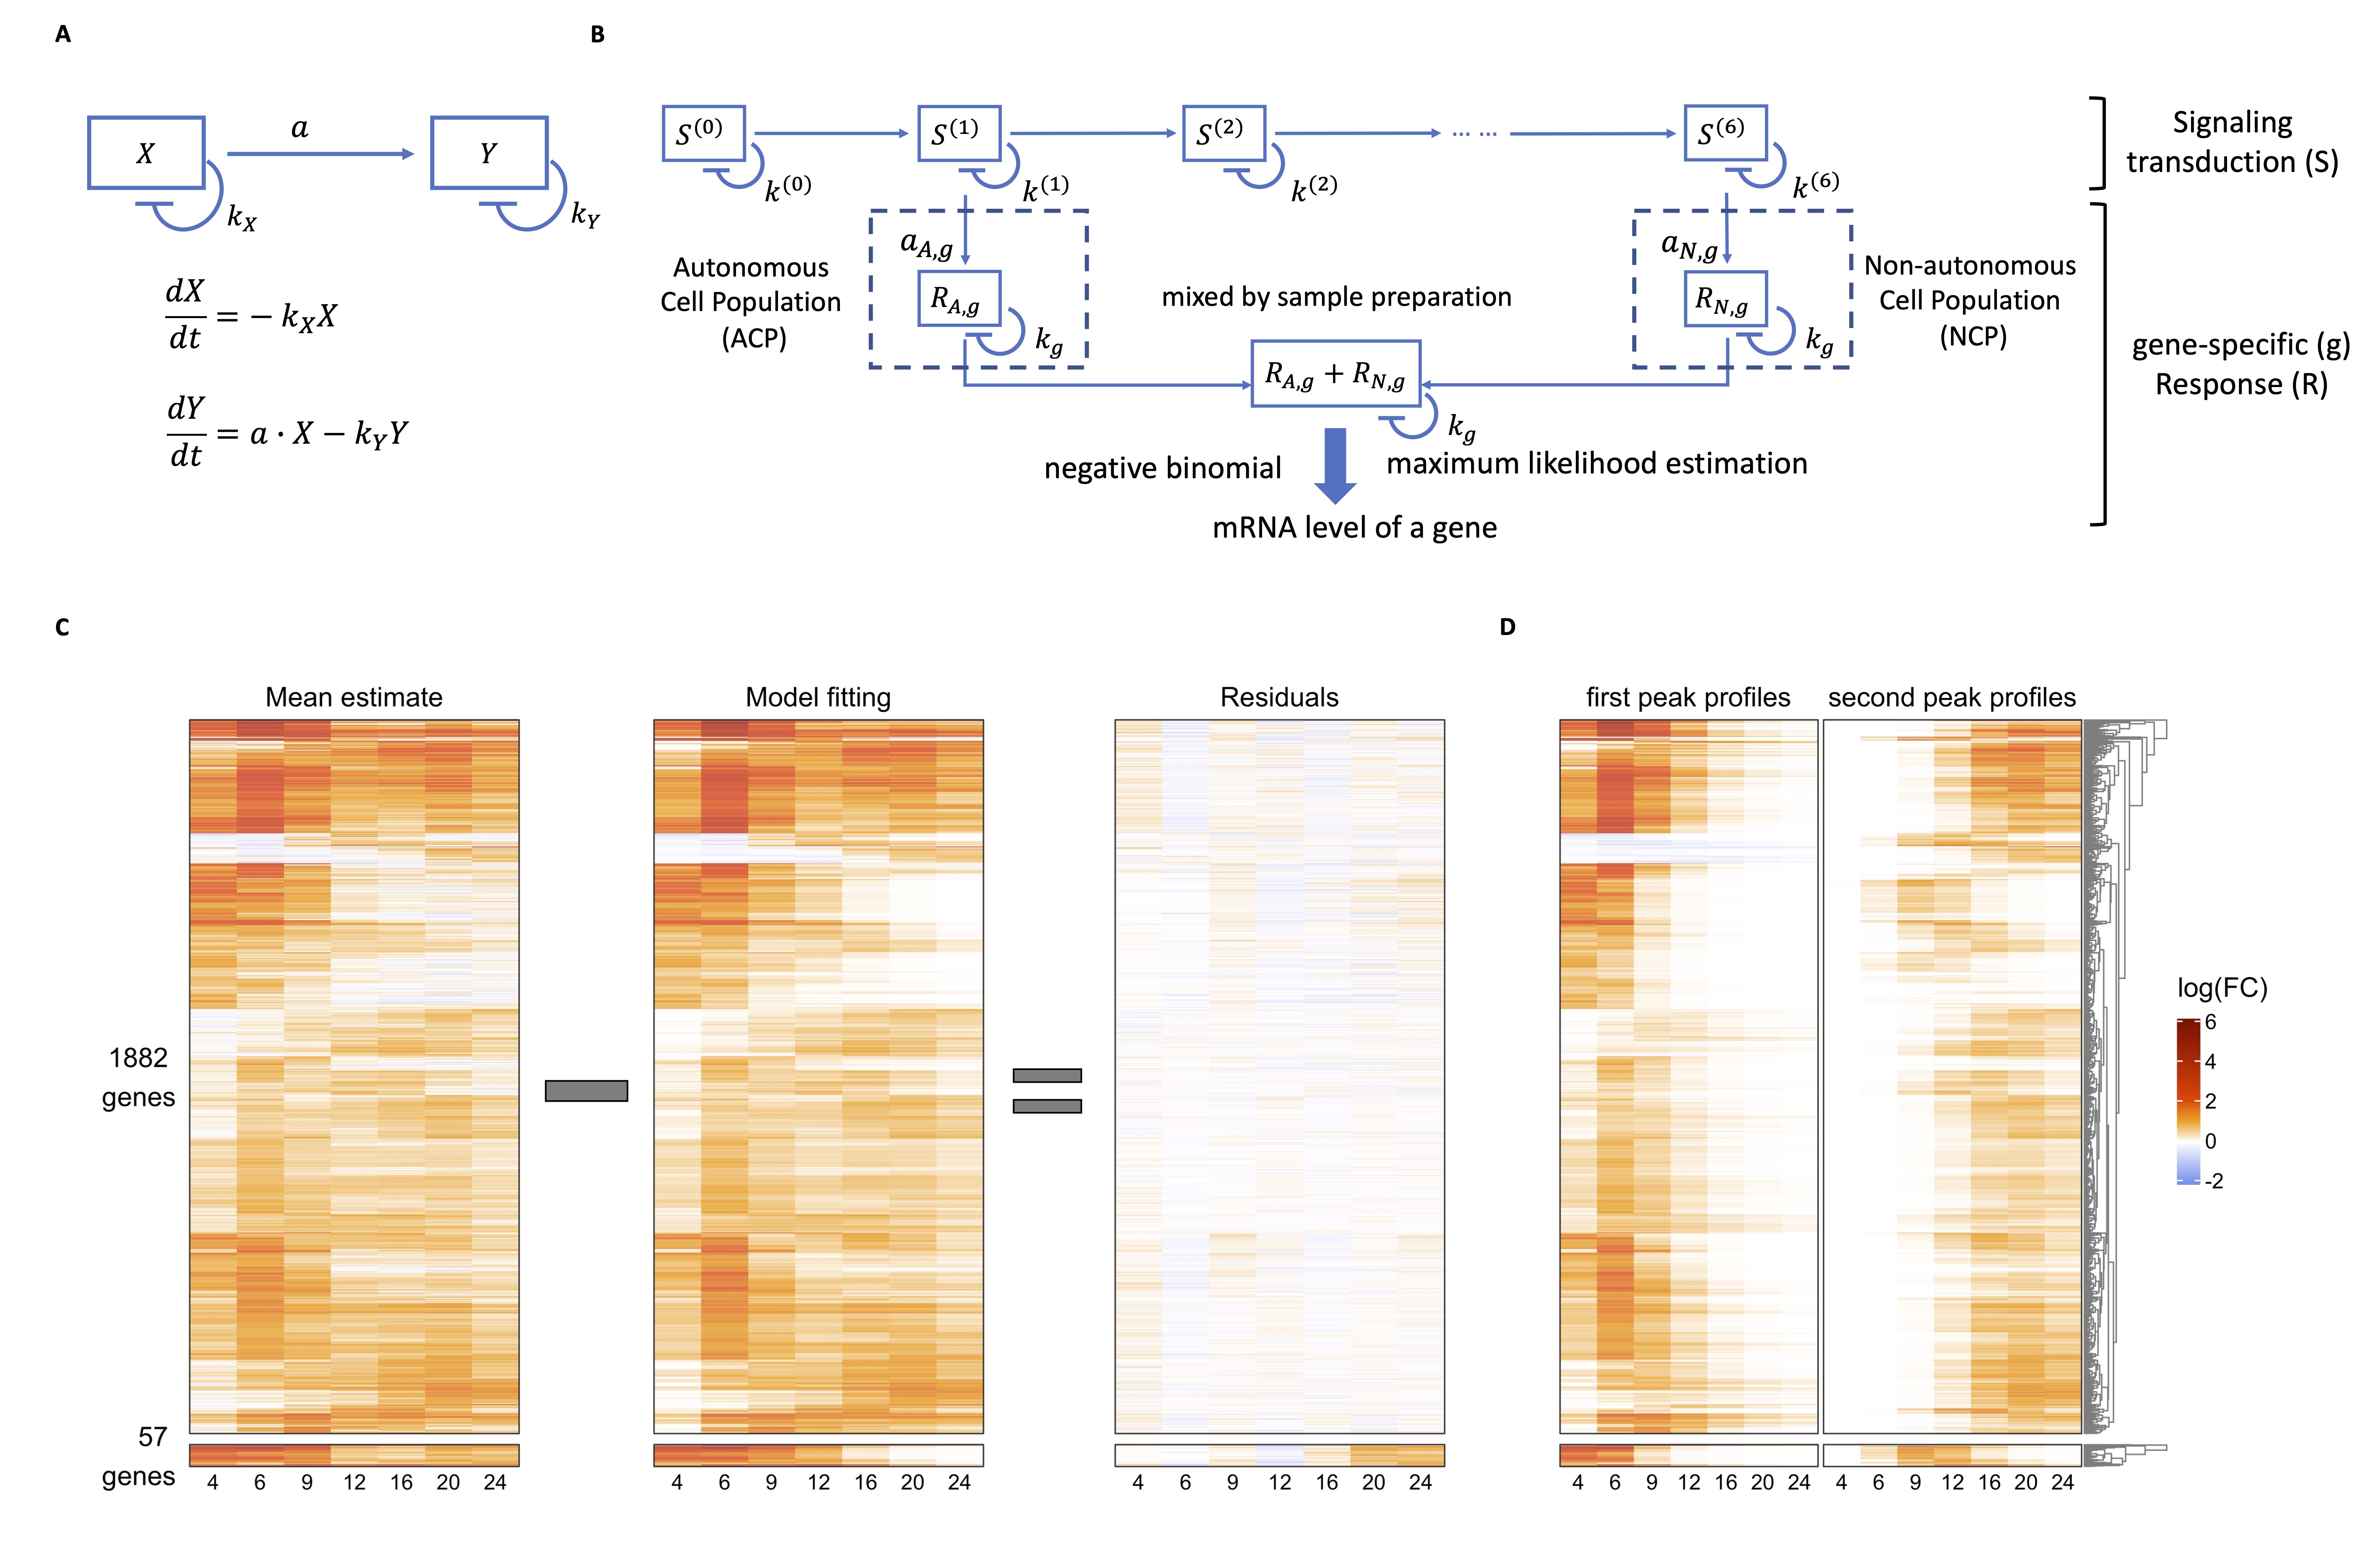 A
X
a
Y
k_X
k_Y
dX/dt = − k_X X
dY/dt = a · X − k_Y Y
B
S^(0)
S^(1)
S^(2)
... ...
S^(6)
k^(0)
k^(1)
k^(2)
k^(6)
Signaling
transduction (S)
Autonomous
Cell Population
(ACP)
a_A,g
R_A,g
k_g
mixed by sample preparation
R_A,g + R_N,g
k_g
a_N,g
R_N,g
k_g
Non-autonomous
Cell Population
(NCP)
gene-specific (g)
Response (R)
negative binomial
maximum likelihood estimation
mRNA level of a gene
C
Mean estimate
Model fitting
Residuals
1882
genes
57
genes
4 6 9 12 16 20 24
4 6 9 12 16 20 24
4 6 9 12 16 20 24
D
first peak profiles
second peak profiles
4 6 9 12 16 20 24
4 6 9 12 16 20 24
log(FC)
6
4
2
0
-2